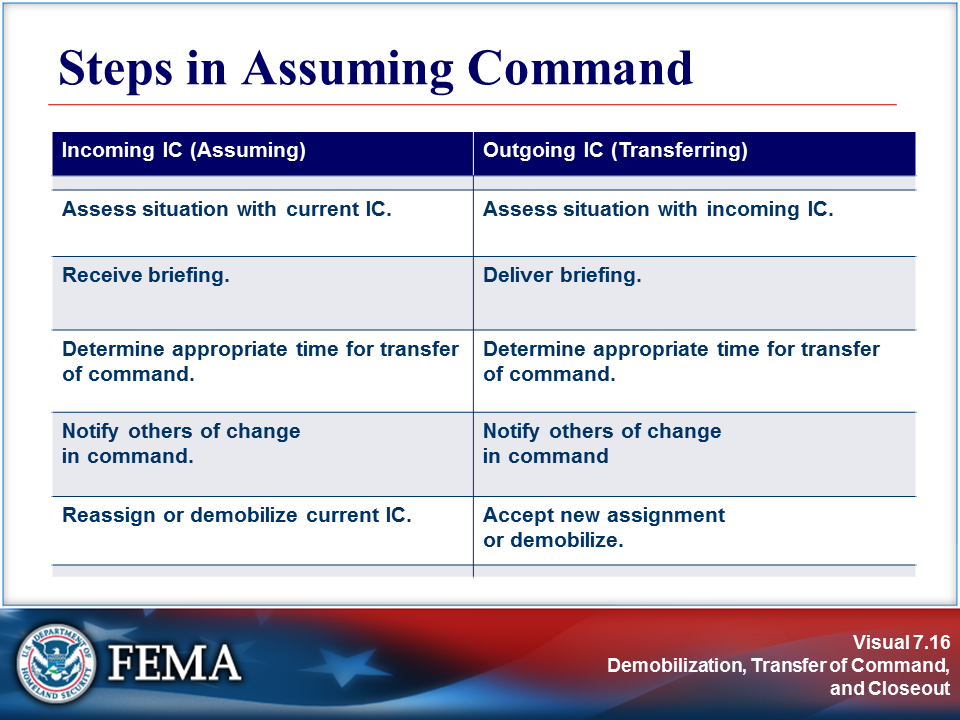 Steps in Assuming Command
Incoming IC (Assuming)
Outgoing IC (Transferring)
Assess situation with current IC.
Assess situation with incoming IC.
Receive briefing.
Deliver briefing.
Determine appropriate time for transfer
of command.
Determine appropriate time for transfer
of command.
Notify others of change
in command.
Notify others of change
in command
Reassign or demobilize current IC.
Accept new assignment
or demobilize.
U.S. DEPARTMENT OF
HOMELAND SECURITY
FEMA
Visual 7.16
Demobilization, Transfer of Command,
and Closeout